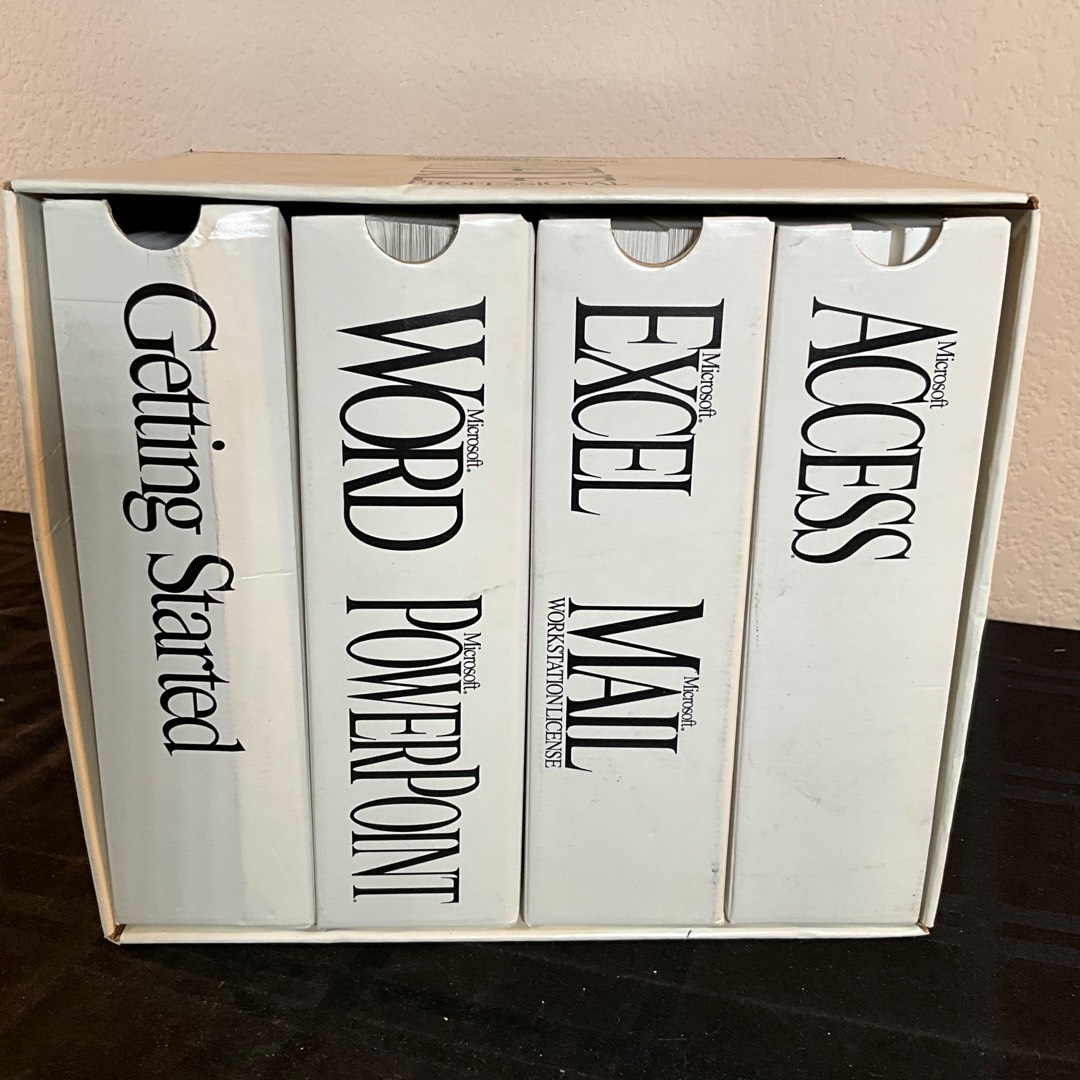 Getting Started
Microsoft®
WORD
Microsoft®
POWERPOINT®
Microsoft®
EXCEL
Microsoft®
MAIL
WORKSTATION LICENSE
Microsoft
ACCESS®